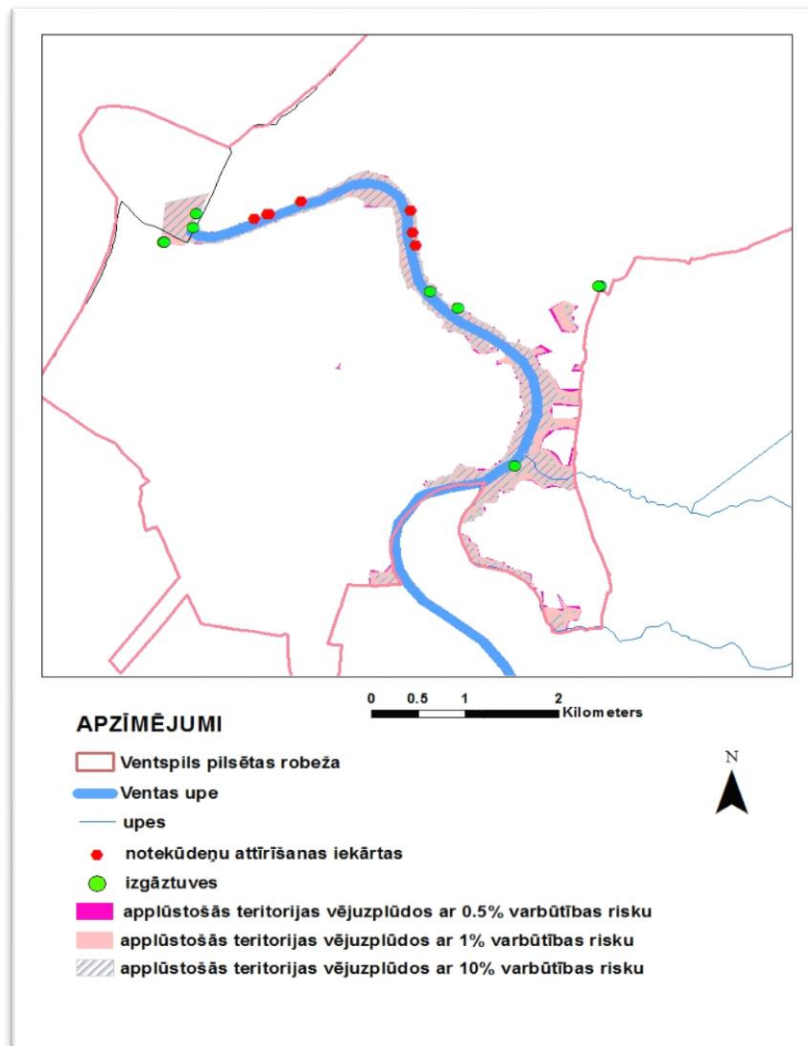 0 0.5 1 2
Kilometers
APZĪMĒJUMI
N
Ventspils pilsētas robeža
Ventas upe
upes
notekūdeņu attīrīšanas iekārtas
izgāztuves
applūstošās teritorijas vējuzplūdos ar 0.5% varbūtības risku
applūstošās teritorijas vējuzplūdos ar 1% varbūtības risku
applūstošās teritorijas vējuzplūdos ar 10% varbūtības risku